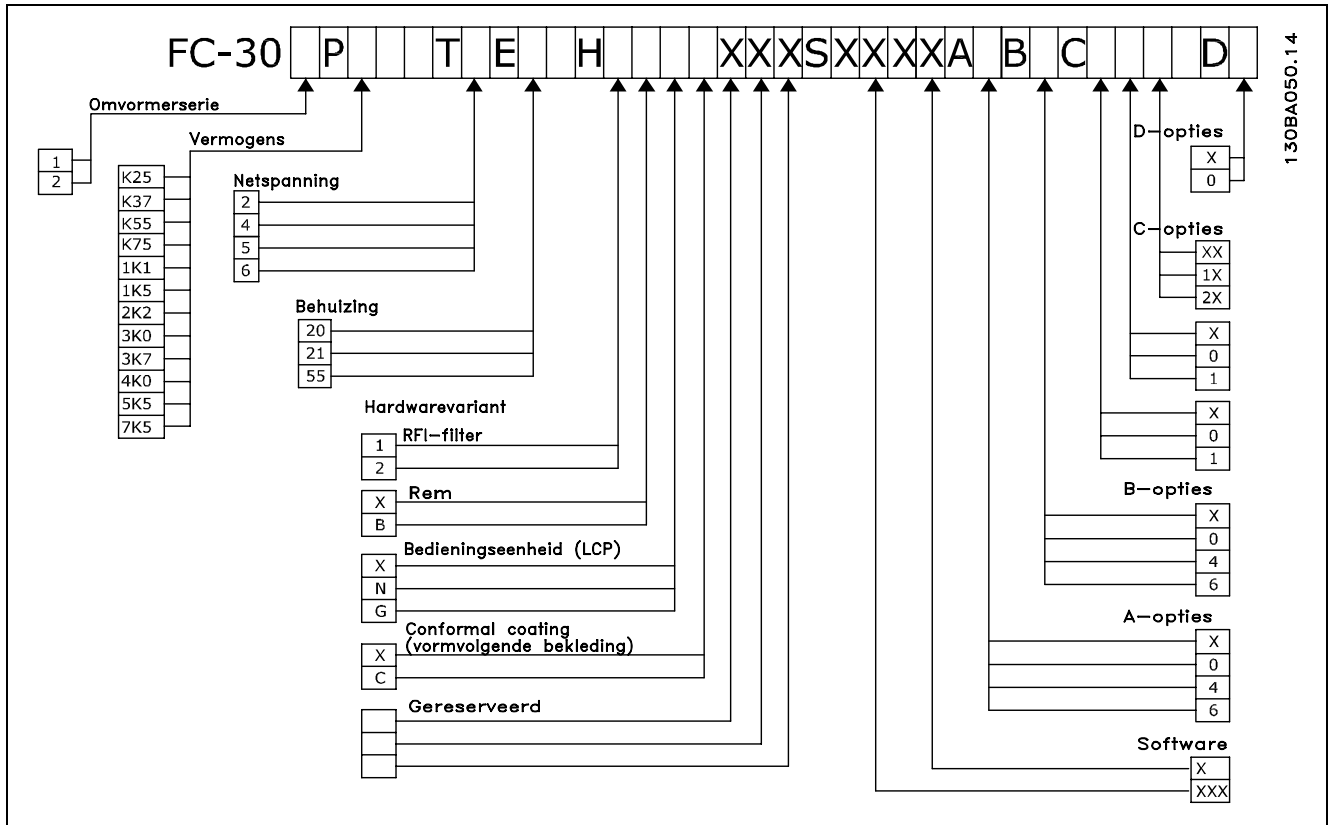 FC-30 P T E H XXXSXXXXA B C D
130BA050.14
Omvormerserie
1
2
Vermogens
K25
K37
K55
K75
1K1
1K5
2K2
3K0
3K7
4K0
5K5
7K5
Netspanning
2
4
5
6
Behuizing
20
21
55
Hardwarevariant
RFI-filter
1
2
Rem
X
B
Bedieningseenheid (LCP)
X
N
G
Conformal coating
(vormvolgende bekleding)
X
C
Gereserveerd
D-opties
X
0
C-opties
XX
1X
2X
X
0
1
X
0
1
B-opties
X
0
4
6
A-opties
X
0
4
6
Software
X
XXX